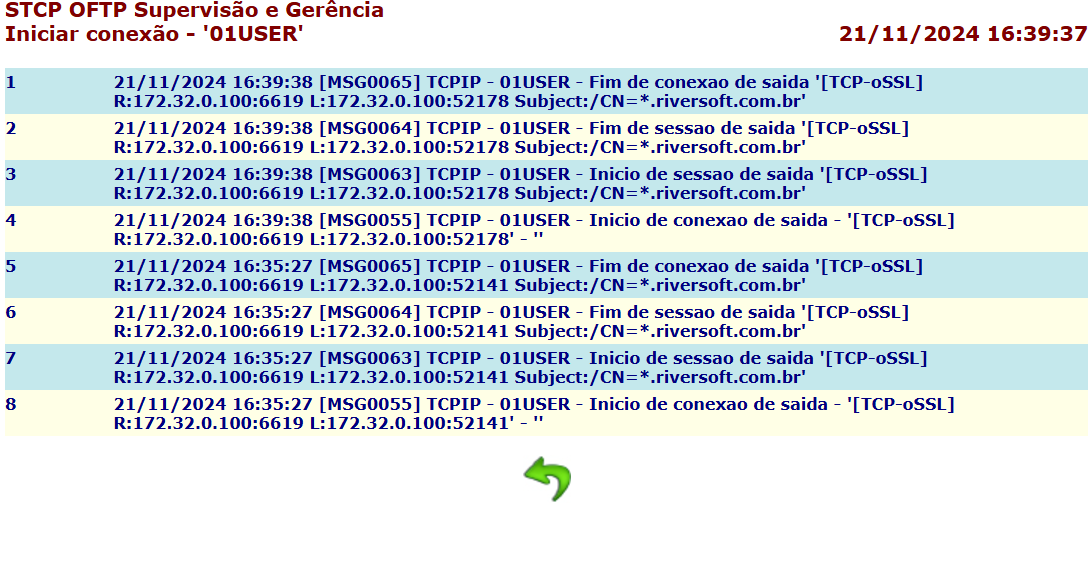 STCP OFTP Supervisão e Gerência
Iniciar conexão - '01USER' 21/11/2024 16:39:37
1 21/11/2024 16:39:38 [MSG0065] TCPIP - 01USER - Fim de conexao de saida '[TCP-oSSL]
R:172.32.0.100:6619 L:172.32.0.100:52178 Subject:/CN=*.riversoft.com.br'
2 21/11/2024 16:39:38 [MSG0064] TCPIP - 01USER - Fim de sessao de saida '[TCP-oSSL]
R:172.32.0.100:6619 L:172.32.0.100:52178 Subject:/CN=*.riversoft.com.br'
3 21/11/2024 16:39:38 [MSG0063] TCPIP - 01USER - Inicio de sessao de saida '[TCP-oSSL]
R:172.32.0.100:6619 L:172.32.0.100:52178 Subject:/CN=*.riversoft.com.br'
4 21/11/2024 16:39:38 [MSG0055] TCPIP - 01USER - Inicio de conexao de saida - '[TCP-oSSL]
R:172.32.0.100:6619 L:172.32.0.100:52178' - ''
5 21/11/2024 16:35:27 [MSG0065] TCPIP - 01USER - Fim de conexao de saida '[TCP-oSSL]
R:172.32.0.100:6619 L:172.32.0.100:52141 Subject:/CN=*.riversoft.com.br'
6 21/11/2024 16:35:27 [MSG0064] TCPIP - 01USER - Fim de sessao de saida '[TCP-oSSL]
R:172.32.0.100:6619 L:172.32.0.100:52141 Subject:/CN=*.riversoft.com.br'
7 21/11/2024 16:35:27 [MSG0063] TCPIP - 01USER - Inicio de sessao de saida '[TCP-oSSL]
R:172.32.0.100:6619 L:172.32.0.100:52141 Subject:/CN=*.riversoft.com.br'
8 21/11/2024 16:35:27 [MSG0055] TCPIP - 01USER - Inicio de conexao de saida - '[TCP-oSSL]
R:172.32.0.100:6619 L:172.32.0.100:52141' - ''